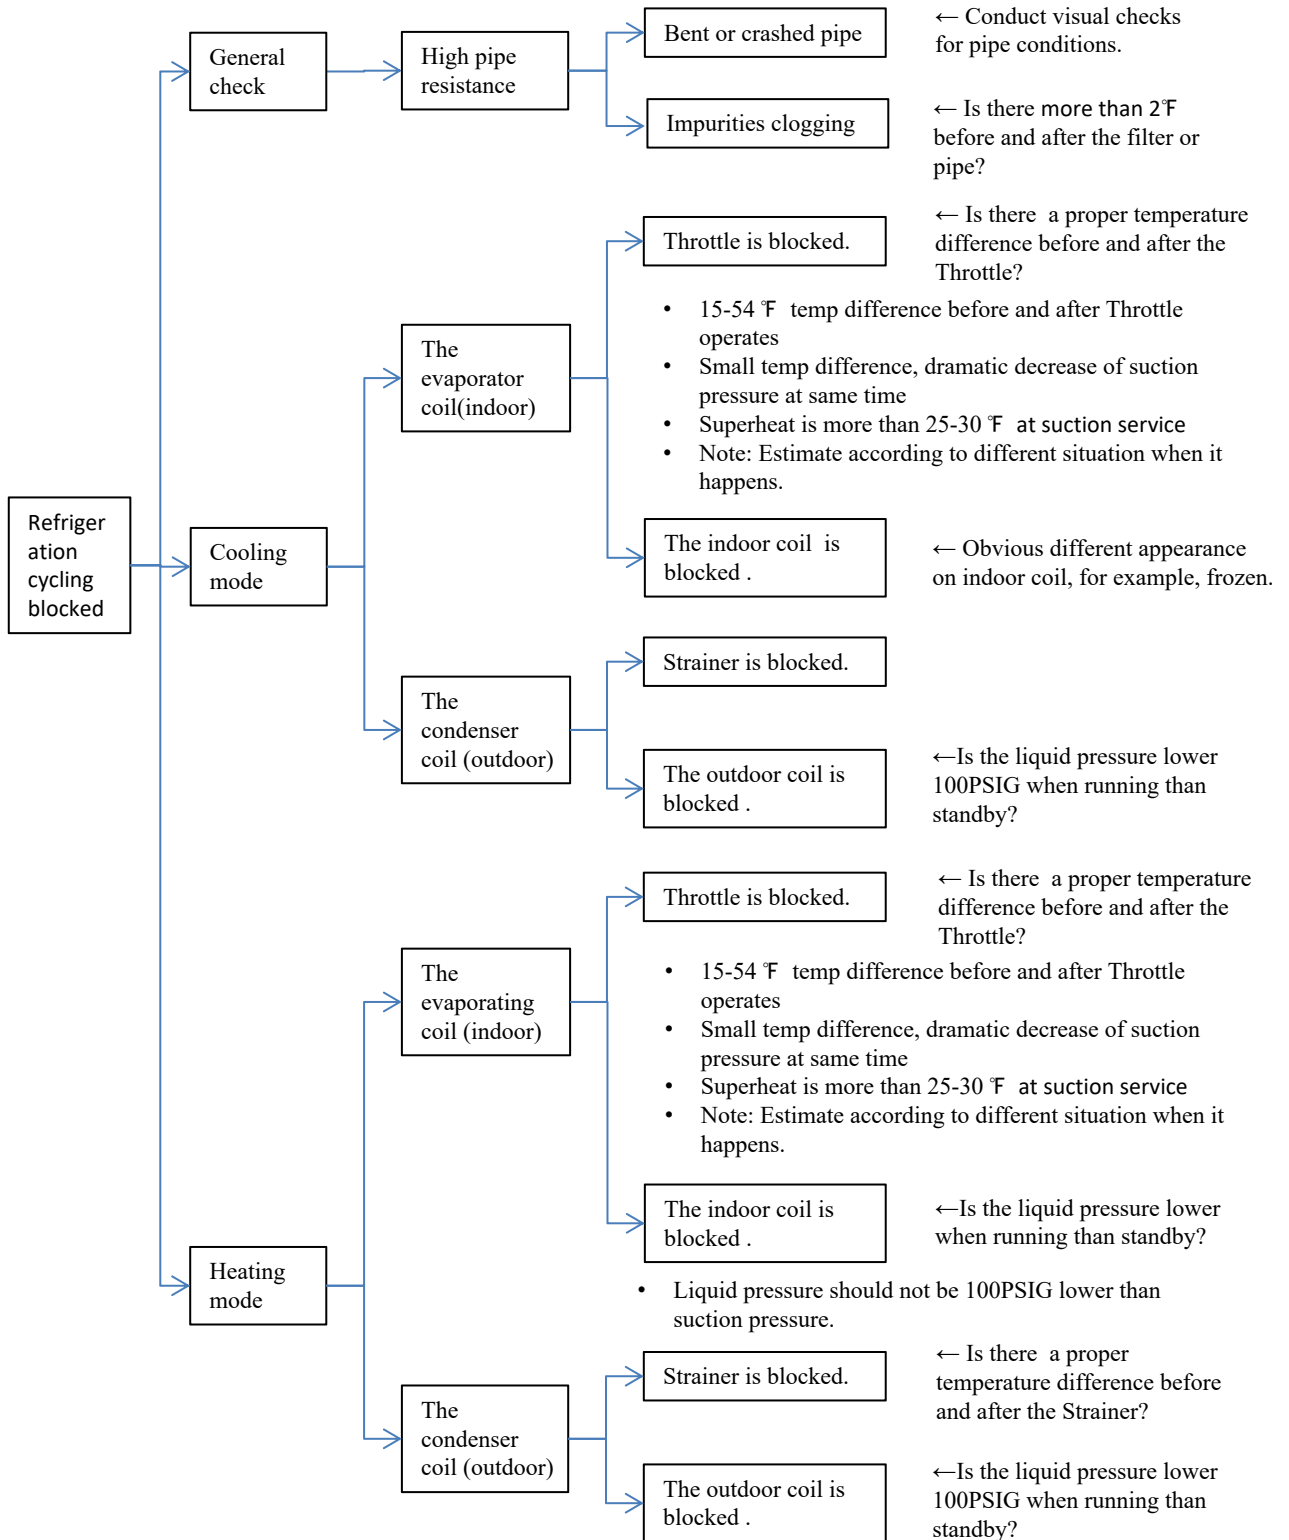 Bent or crashed pipe
← Conduct visual checks
for pipe conditions.
General
check
High pipe
resistance
Impurities clogging
← Is there more than 2℉
before and after the filter or
pipe?
Throttle is blocked.
← Is there a proper temperature
difference before and after the
Throttle?
• 15-54 ℉ temp difference before and after Throttle
operates
• Small temp difference, dramatic decrease of suction
pressure at same time
• Superheat is more than 25-30 ℉ at suction service
• Note: Estimate according to different situation when it
happens.
The
evaporator
coil(indoor)
Refriger
ation
cycling
blocked
Cooling
mode
The indoor coil is
blocked .
← Obvious different appearance
on indoor coil, for example, frozen.
Strainer is blocked.
The
condenser
coil (outdoor)
The outdoor coil is
blocked .
←Is the liquid pressure lower
100PSIG when running than
standby?
Throttle is blocked.
← Is there a proper temperature
difference before and after the
Throttle?
The
evaporating
coil (indoor)
• 15-54 ℉ temp difference before and after Throttle
operates
• Small temp difference, dramatic decrease of suction
pressure at same time
• Superheat is more than 25-30 ℉ at suction service
• Note: Estimate according to different situation when it
happens.
The indoor coil is
blocked .
←Is the liquid pressure lower
when running than standby?
Heating
mode
• Liquid pressure should not be 100PSIG lower than
suction pressure.
Strainer is blocked.
← Is there a proper
temperature difference before
and after the Strainer?
The
condenser
coil (outdoor)
The outdoor coil is
blocked .
←Is the liquid pressure lower
100PSIG when running than
standby?